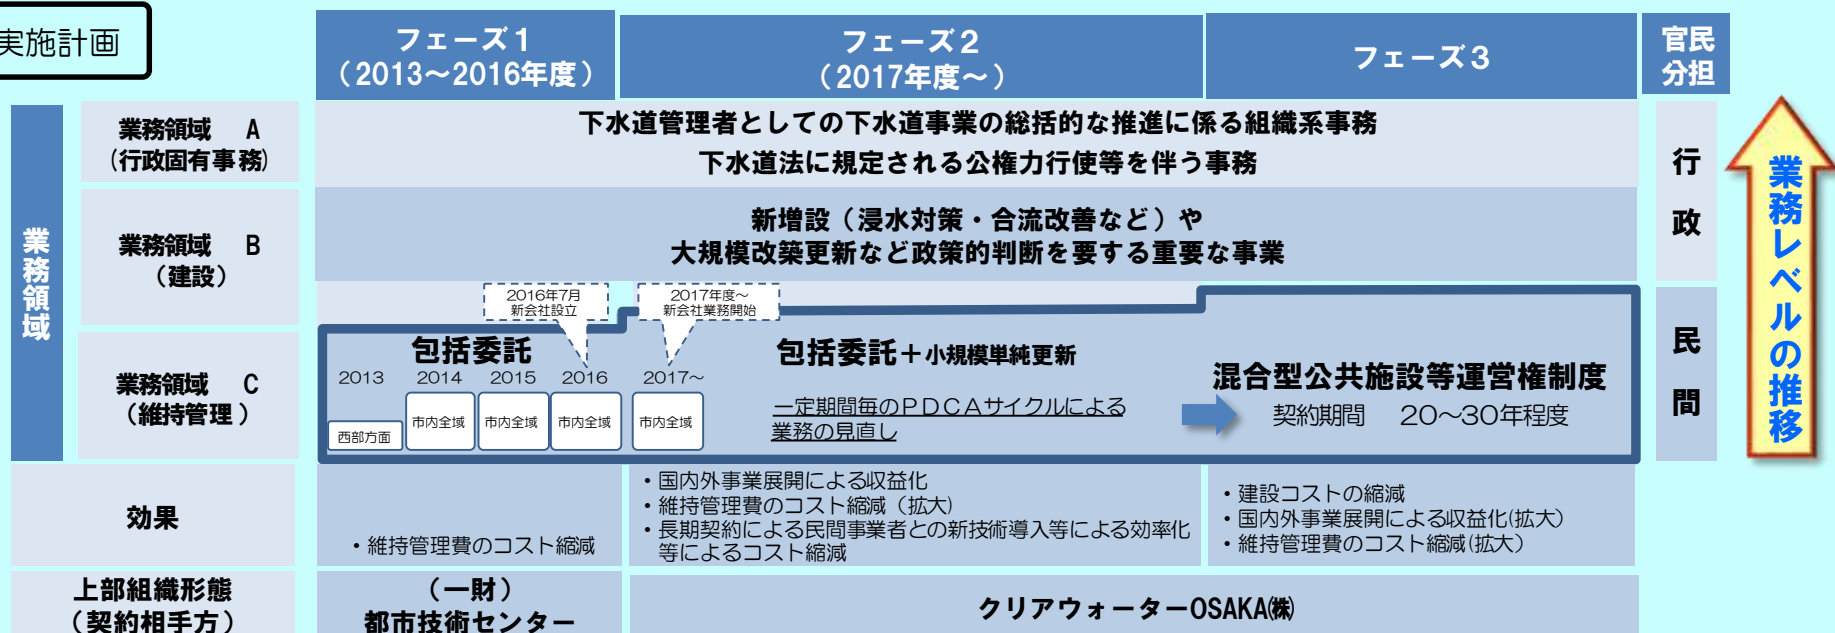 実施計画
フェーズ１
（2013～2016年度）
フェーズ２
（2017年度～）
フェーズ３
官民
分担
業務領域
業務領域　A
(行政固有事務)
下水道管理者としての下水道事業の総括的な推進に係る組織系事務
下水道法に規定される公権力行使等を伴う事務
業務領域　B
（建設）
新増設（浸水対策・合流改善など）や
大規模改築更新など政策的判断を要する重要な事業
行政
2016年7月
新会社設立
2017年度～
新会社業務開始
業務領域　C
（維持管理）
包括委託
2013
2014
2015
2016
2017～
西部方面
市内全域
市内全域
市内全域
市内全域
包括委託＋小規模単純更新
一定期間毎のＰＤＣＡサイクルによる
業務の見直し
混合型公共施設等運営権制度
契約期間　20～30年程度
民間
業務レベルの推移
効果
・維持管理費のコスト縮減
・国内外事業展開による収益化
・維持管理費のコスト縮減（拡大）
・長期契約による民間事業者との新技術導入等による効率化
等によるコスト縮減
・建設コストの縮減
・国内外事業展開による収益化(拡大）
・維持管理費のコスト縮減(拡大）
上部組織形態
（契約相手方）
（一財）
都市技術センター
クリアウォーターOSAKA㈱